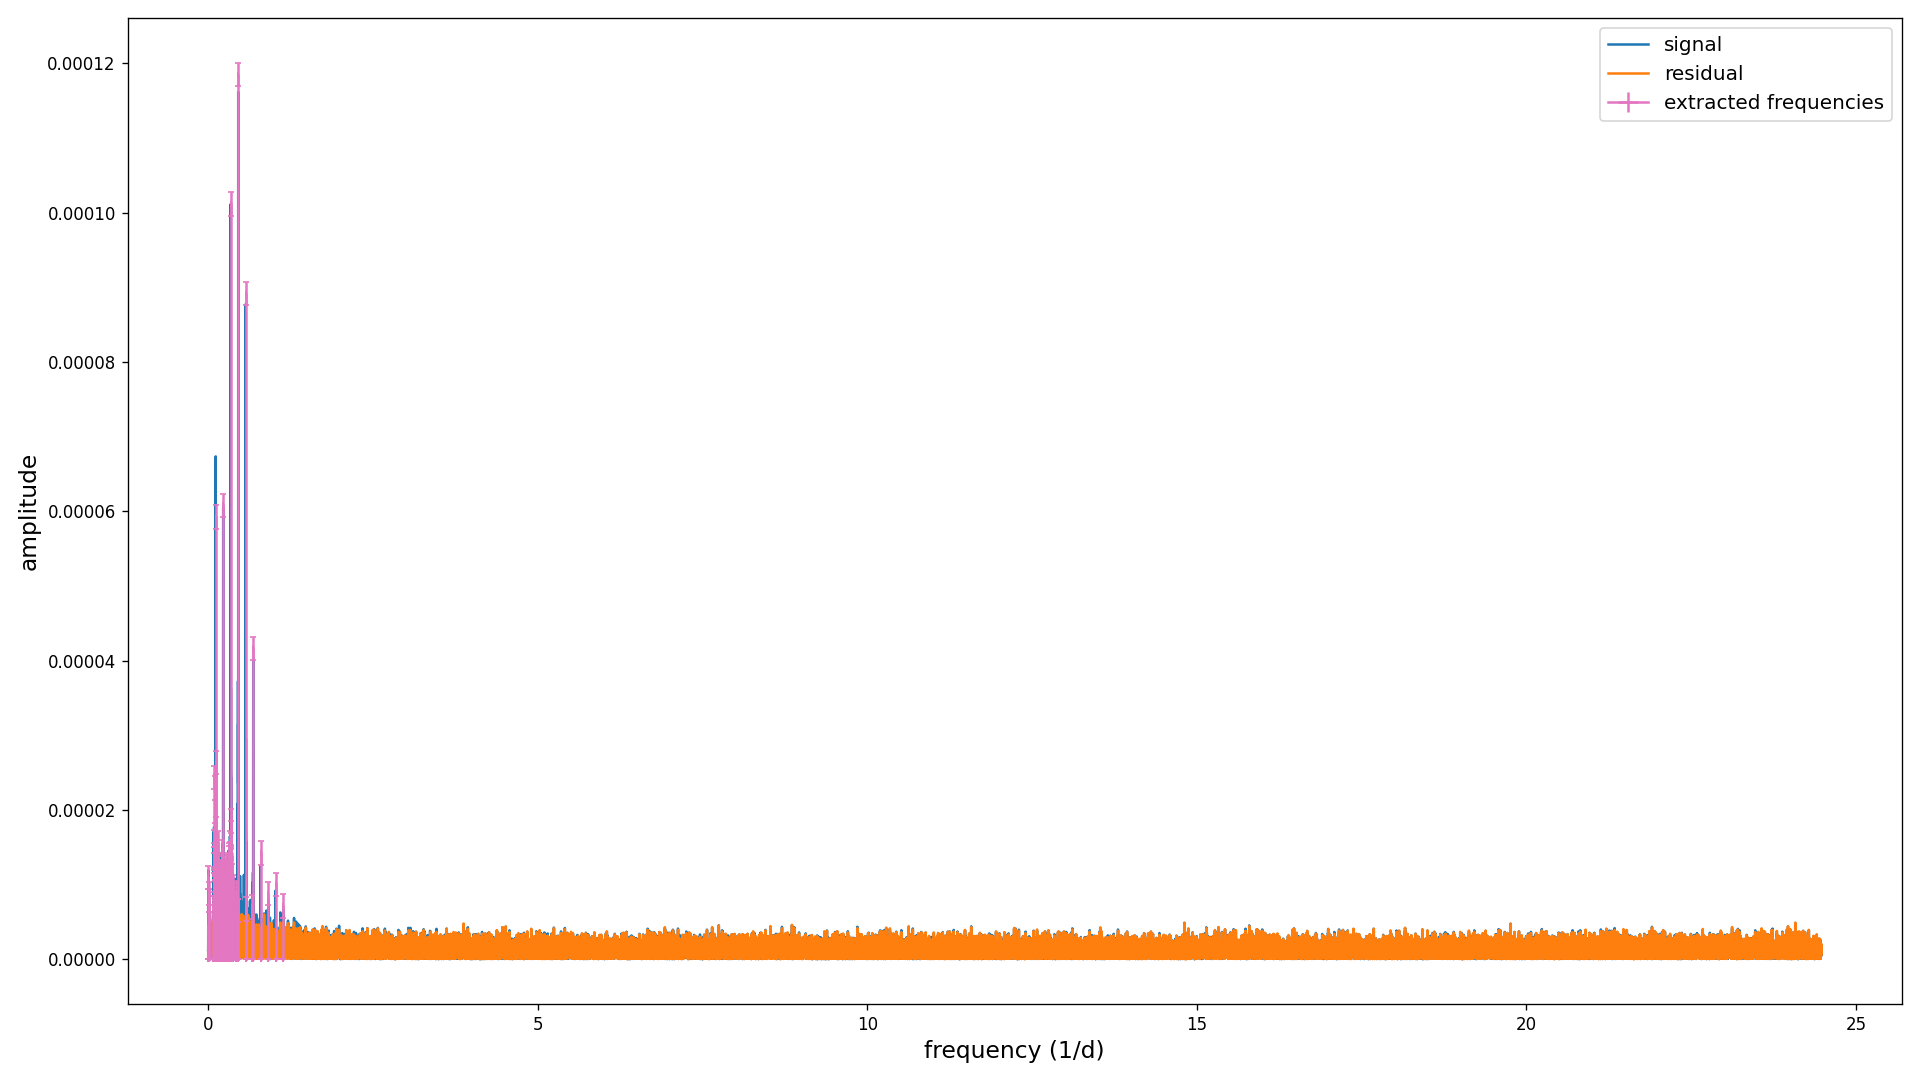 signal
residual
extracted frequencies
amplitude
0.00012
0.00010
0.00008
0.00006
0.00004
0.00002
0.00000
0 5 10 15 20 25
frequency (1/d)